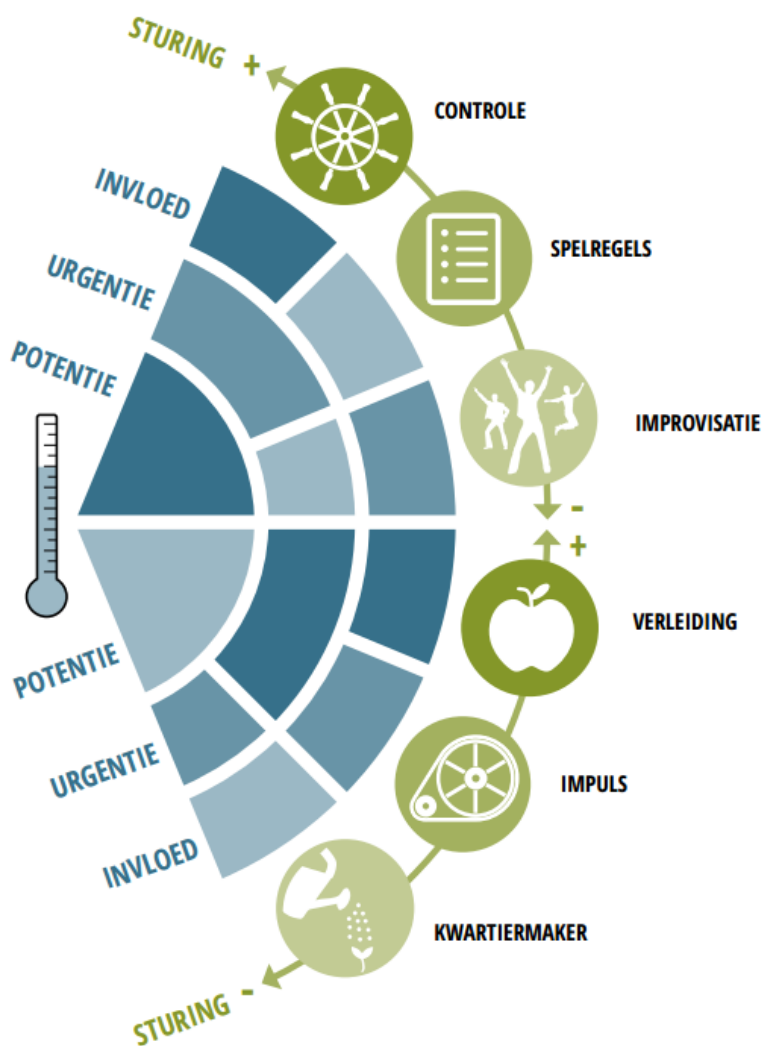 STURING +
CONTROLE
INVLOED
SPELREGELS
URGENTIE
POTENTIE
IMPROVISATIE
-
+
VERLEIDING
POTENTIE
URGENTIE
IMPULS
INVLOED
KWARTIERMAKER
STURING -